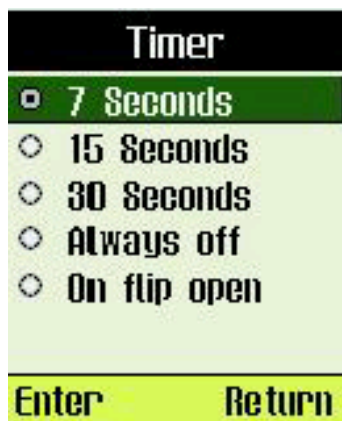 Timer
7 Seconds
15 Seconds
30 Seconds
Always off
On flip open
Enter Return